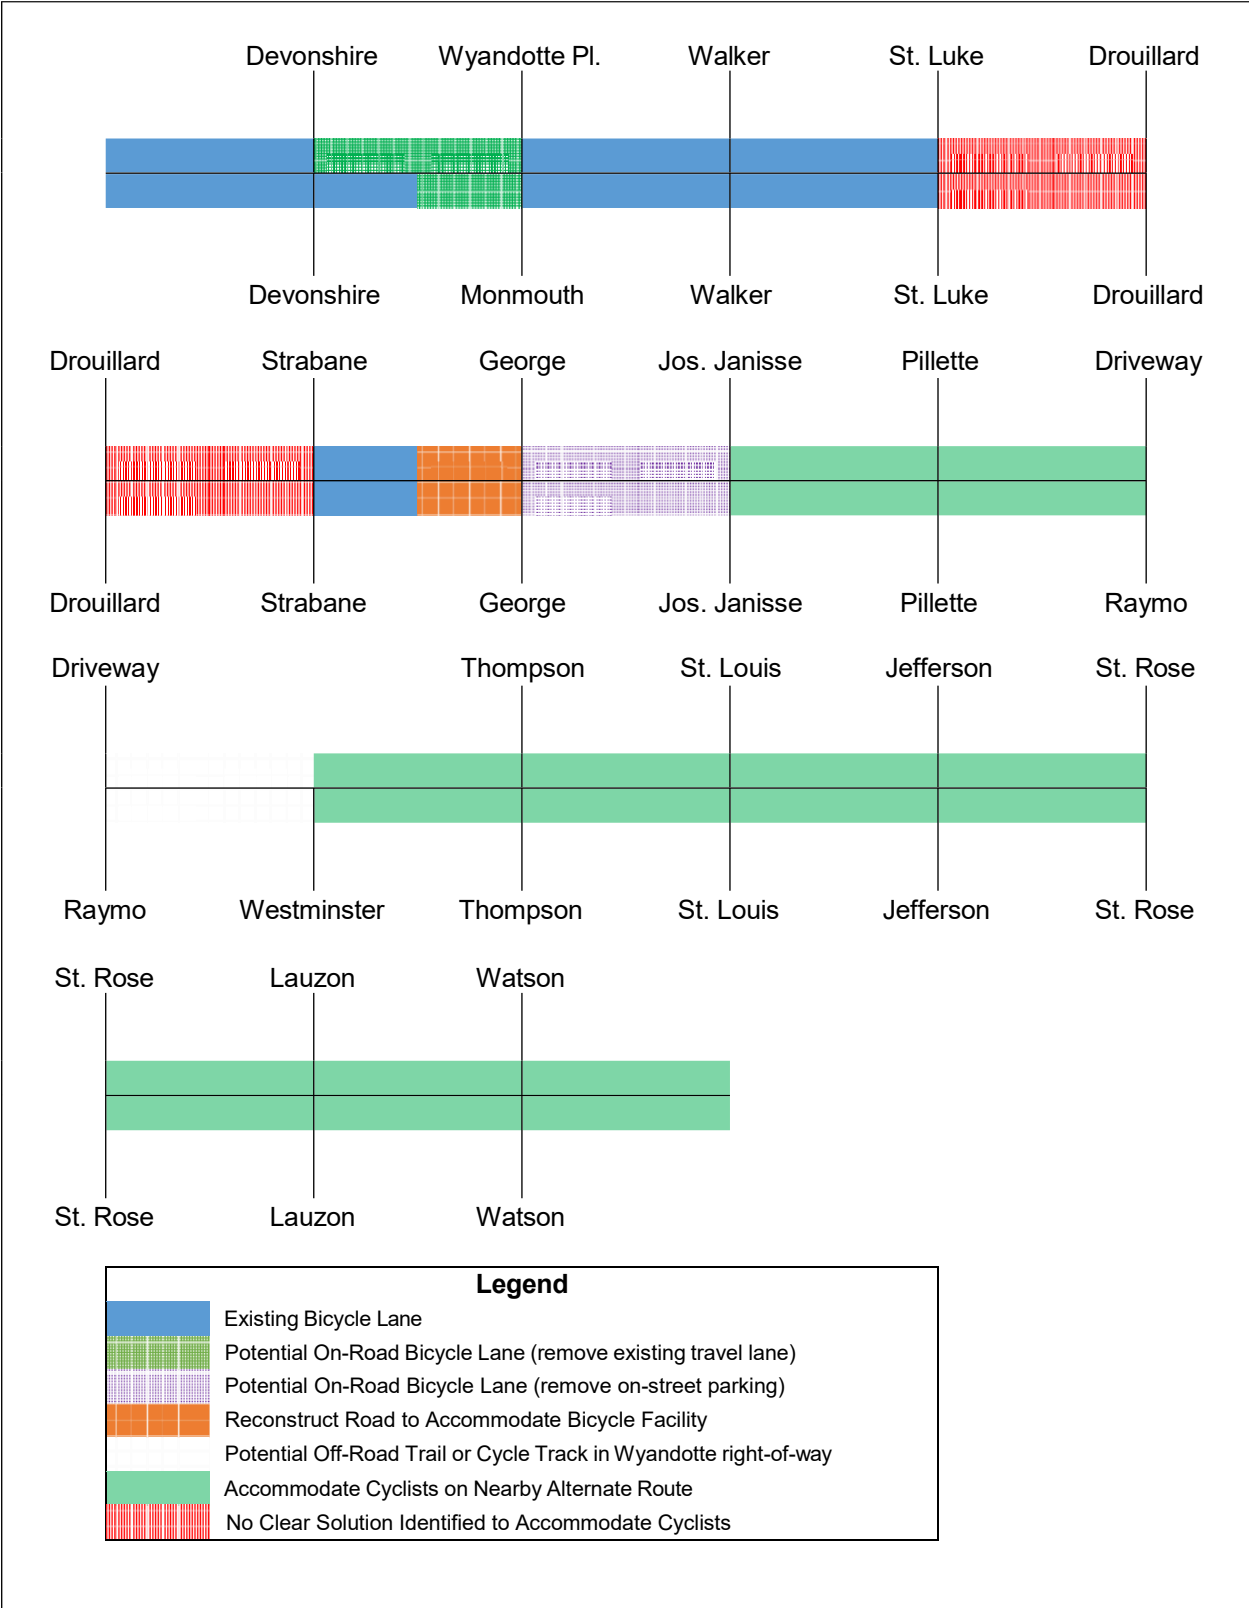 Devonshire Wyandotte Pl. Walker St. Luke Drouillard
Devonshire Monmouth Walker St. Luke Drouillard
Drouillard Strabane George Jos. Janisse Pillette Driveway
Drouillard Strabane George Jos. Janisse Pillette Raymo
Driveway Thompson St. Louis Jefferson St. Rose
Raymo Westminster Thompson St. Louis Jefferson St. Rose
St. Rose Lauzon Watson
St. Rose Lauzon Watson
Legend
Existing Bicycle Lane
Potential On-Road Bicycle Lane (remove existing travel lane)
Potential On-Road Bicycle Lane (remove on-street parking)
Reconstruct Road to Accommodate Bicycle Facility
Potential Off-Road Trail or Cycle Track in Wyandotte right-of-way
Accommodate Cyclists on Nearby Alternate Route
No Clear Solution Identified to Accommodate Cyclists